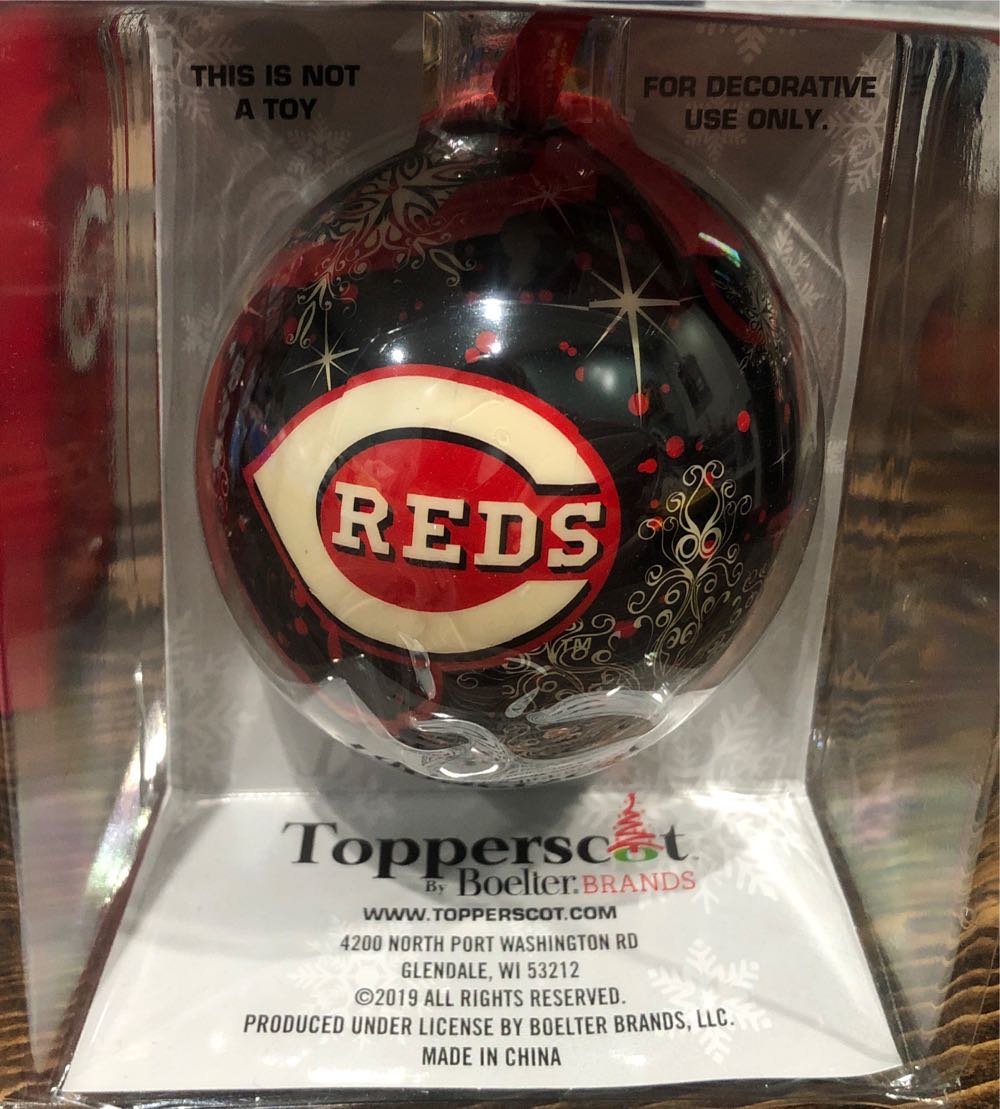 THIS IS NOT
A TOY
FOR DECORATIVE
USE ONLY.
REDS
TM
Topperscot
By Boelter. BRANDS
WWW.TOPPERSCOT.COM
4200 NORTH PORT WASHINGTON RD
GLENDALE, WI 53212
©2019 ALL RIGHTS RESERVED.
PRODUCED UNDER LICENSE BY BOELTER BRANDS, LLC.
MADE IN CHINA